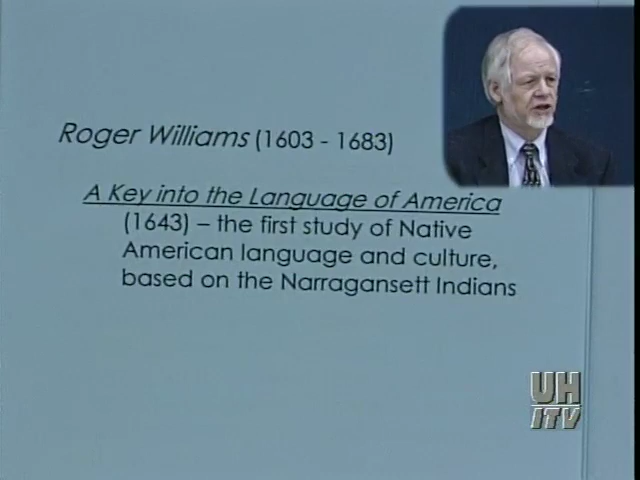 Roger Williams (1603 - 1683)
A Key into the Language of America
(1643) – the first study of Native
American language and culture,
based on the Narragansett Indians
UH
ITV